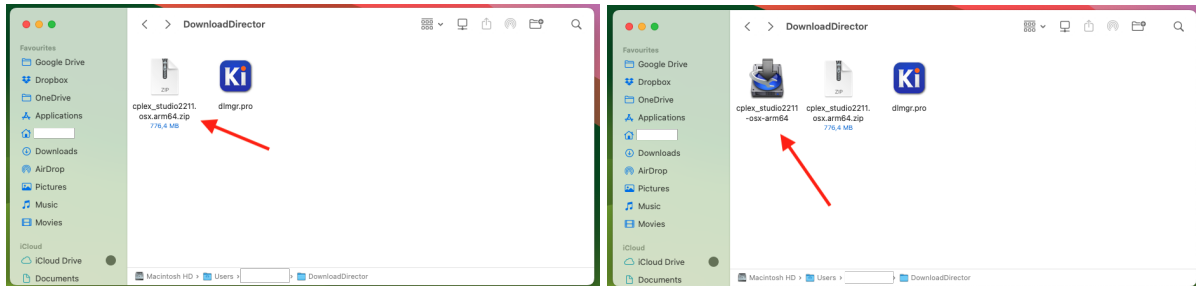 DownloadDirector
Favourites
Google Drive
Dropbox
OneDrive
Applications
Downloads
AirDrop
Pictures
Music
Movies
iCloud
iCloud Drive
Documents
ZIP
Ki
cplex_studio2211.
osx.arm64.zip
776,4 MB
dlmgr.pro
Macintosh HD › Users › › DownloadDirector
DownloadDirector
Favourites
Google Drive
Dropbox
OneDrive
Applications
Downloads
AirDrop
Pictures
Music
Movies
iCloud
iCloud Drive
Documents
cplex_studio2211
-osx-arm64
ZIP
cplex_studio2211.
osx.arm64.zip
776,4 MB
Ki
dlmgr.pro
Macintosh HD › Users › › DownloadDirector